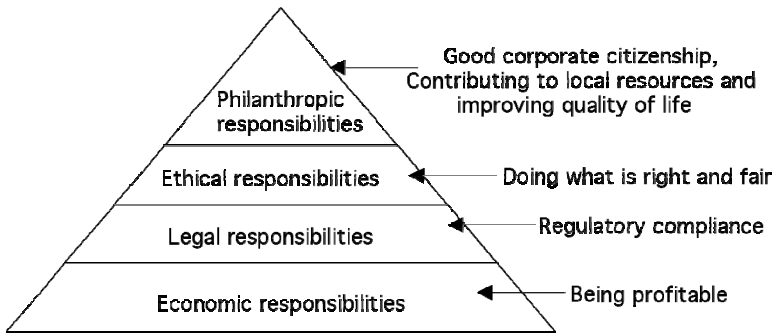 Good corporate citizenship,
Contributing to local resources and
improving quality of life
Philanthropic
responsibilities
Ethical responsibilities
Doing what is right and fair
Legal responsibilities
Regulatory compliance
Economic responsibilities
Being profitable